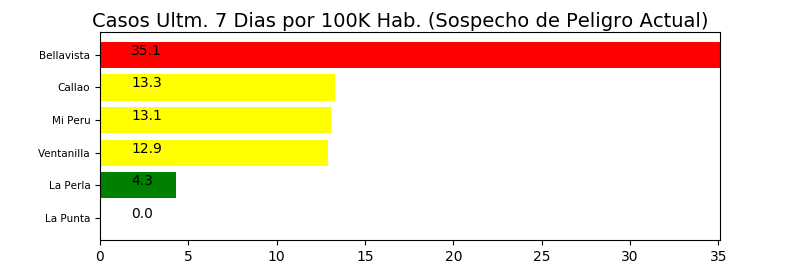 Casos Ultm. 7 Dias por 100K Hab. (Sospecho de Peligro Actual)
Bellavista 35.1
Callao 13.3
Mi Peru 13.1
Ventanilla 12.9
La Perla 4.3
La Punta 0.0
0 5 10 15 20 25 30 35